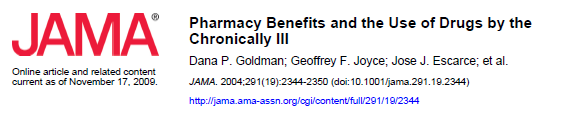 JAMA®
Online article and related content
current as of November 17, 2009.
Pharmacy Benefits and the Use of Drugs by the
Chronically Ill
Dana P. Goldman; Geoffrey F. Joyce; Jose J. Escarce; et al.
JAMA. 2004;291(19):2344-2350 (doi:10.1001/jama.291.19.2344)
http://jama.ama-assn.org/cgi/content/full/291/19/2344